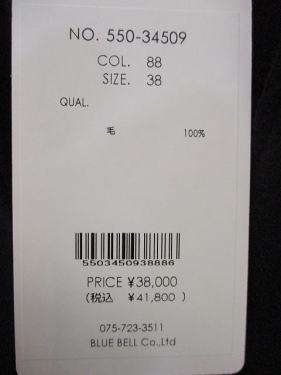 NO. 550-34509
COL. 88
SIZE. 38
QUAL.
毛 100%
5503450938886
PRICE ¥38,000
(税込 ¥41,800 )
075-723-3511
BLUE BELL Co.,Ltd